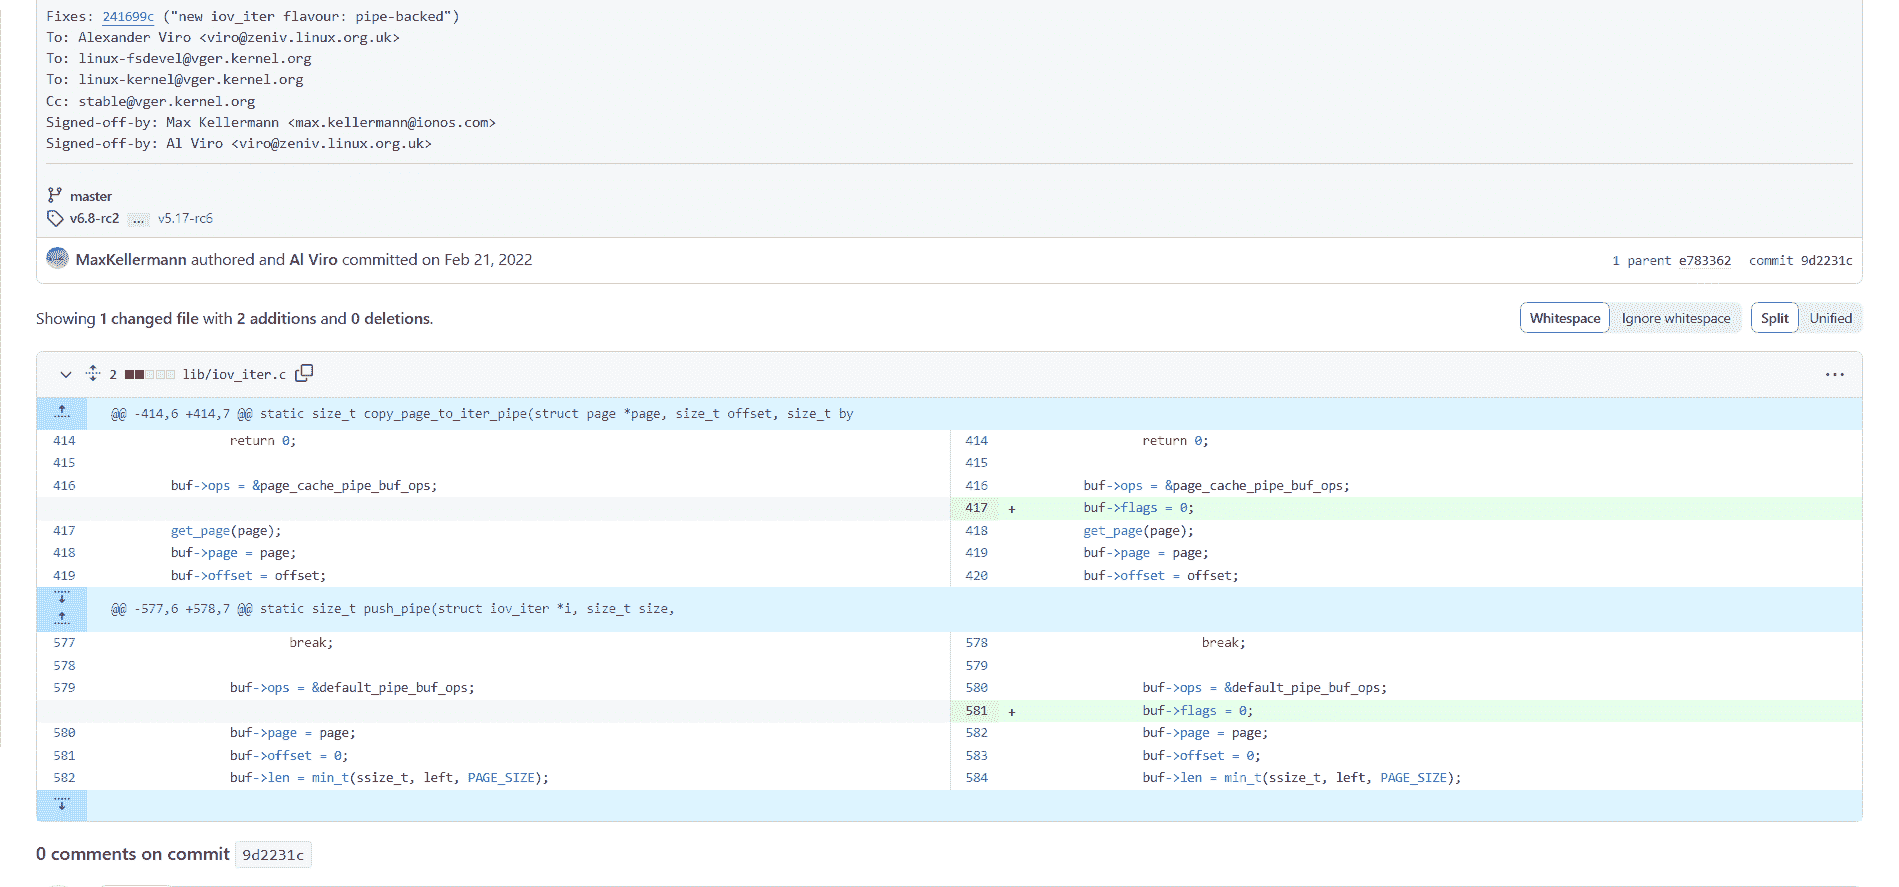 Fixes: 241699c ("new iov_iter flavour: pipe-backed")
To: Alexander Viro <viro@zeniv.linux.org.uk>
To: linux-fsdevel@vger.kernel.org
To: linux-kernel@vger.kernel.org
Cc: stable@vger.kernel.org
Signed-off-by: Max Kellermann <max.kellermann@ionos.com>
Signed-off-by: Al Viro <viro@zeniv.linux.org.uk>
master
v6.8-rc2 ... v5.17-rc6
MaxKellermann authored and Al Viro committed on Feb 21, 2022 1 parent e783362 commit 9d2231c
Showing 1 changed file with 2 additions and 0 deletions. Whitespace Ignore whitespace Split Unified
2 lib/iov_iter.c ...
@@ -414,6 +414,7 @@ static size_t copy_page_to_iter_pipe(struct page *page, size_t offset, size_t by
414 return 0; 414 return 0;
415 415
416 buf->ops = &page_cache_pipe_buf_ops; 416 buf->ops = &page_cache_pipe_buf_ops;
417 + buf->flags = 0;
417 get_page(page); 418 get_page(page);
418 buf->page = page; 419 buf->page = page;
419 buf->offset = offset; 420 buf->offset = offset;
@@ -577,6 +578,7 @@ static size_t push_pipe(struct iov_iter *i, size_t size,
577 break; 578 break;
578 579
579 buf->ops = &default_pipe_buf_ops; 580 buf->ops = &default_pipe_buf_ops;
581 + buf->flags = 0;
580 buf->page = page; 582 buf->page = page;
581 buf->offset = 0; 583 buf->offset = 0;
582 buf->len = min_t(ssize_t, left, PAGE_SIZE); 584 buf->len = min_t(ssize_t, left, PAGE_SIZE);
0 comments on commit 9d2231c